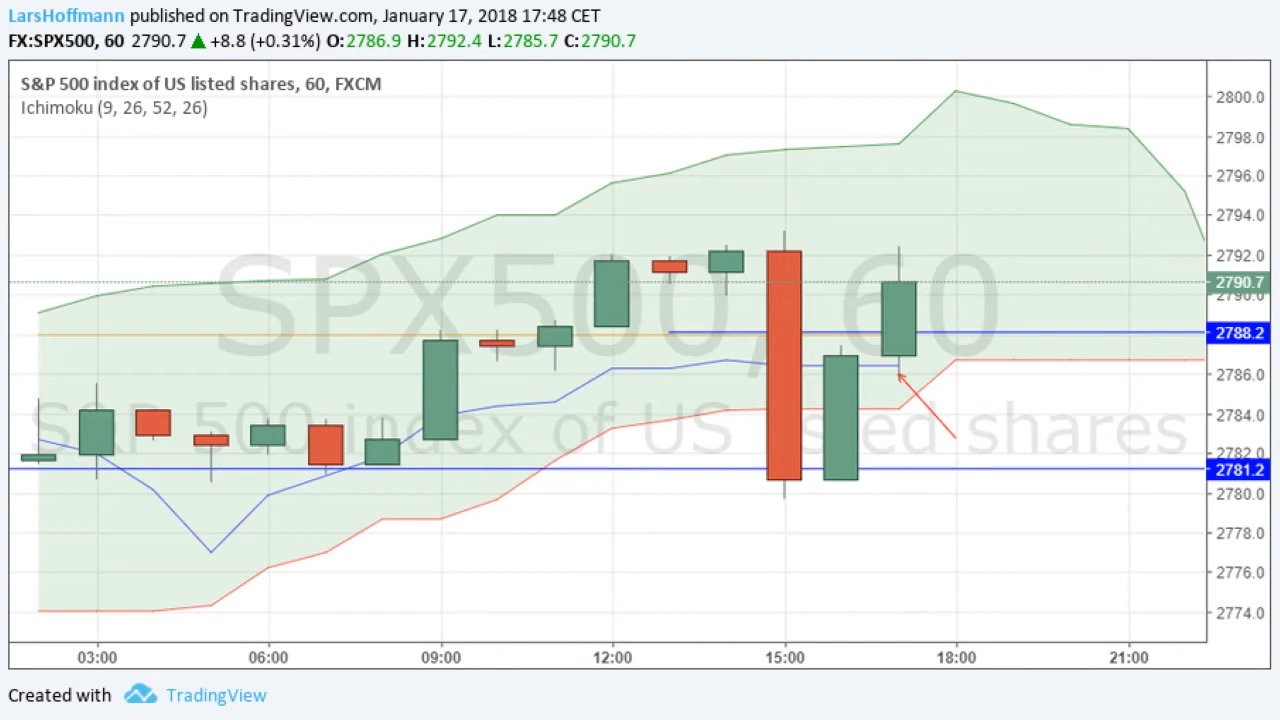 LarsHoffmann published on TradingView.com, January 17, 2018 17:48 CET
FX:SPX500, 60 2790.7 ▲ +8.8 (+0.31%) O:2786.9 H:2792.4 L:2785.7 C:2790.7
S&P 500 index of US listed shares, 60, FXCM
Ichimoku (9, 26, 52, 26)
SPX500, 60
S&P 500 index of US listed shares
2800.0
2798.0
2796.0
2794.0
2792.0
2790.7
2790.0
2788.2
2786.0
2784.0
2782.0
2781.2
2780.0
2778.0
2776.0
2774.0
03:00 06:00 09:00 12:00 15:00 18:00 21:00
Created with TradingView